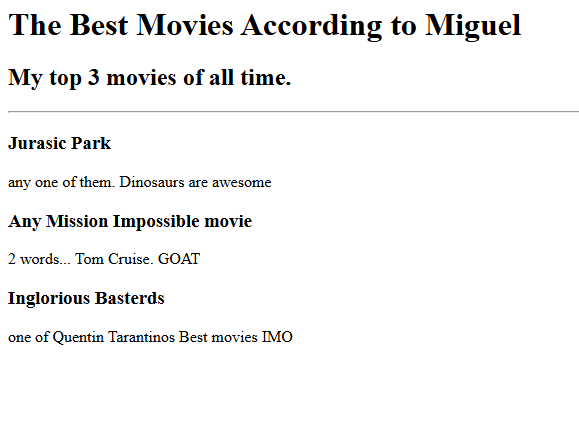 The Best Movies According to Miguel
My top 3 movies of all time.
Jurasic Park
any one of them. Dinosaurs are awesome
Any Mission Impossible movie
2 words... Tom Cruise. GOAT
Inglorious Basterds
one of Quentin Tarantinos Best movies IMO